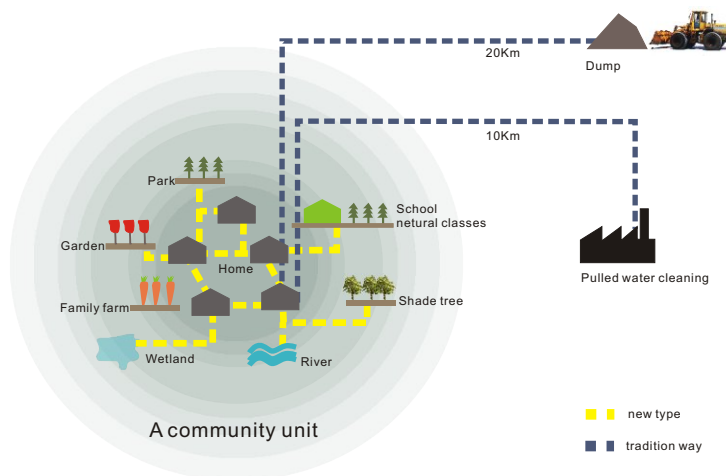 20Km
Dump
10Km
Park
School
netural classes
Garden
Home
Pulled water cleaning
Family farm
Shade tree
Wetland
River
A community unit
new type
tradition way